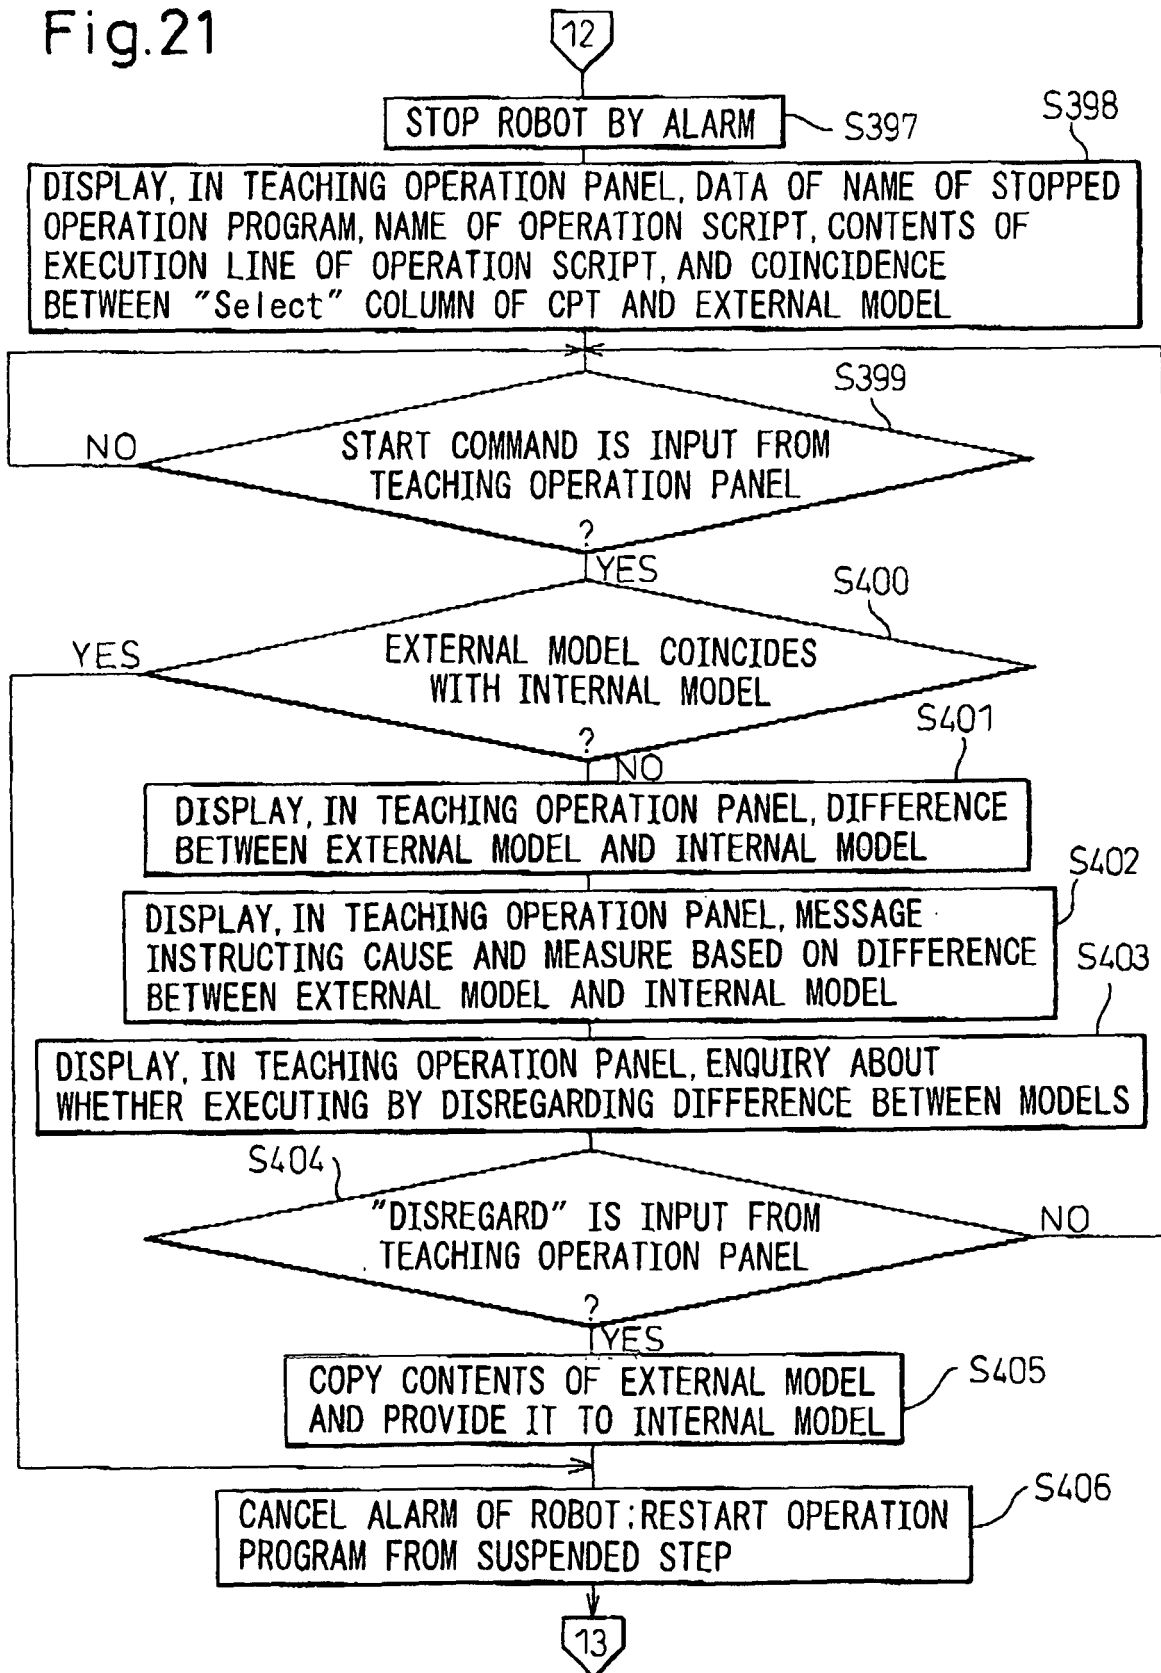 Fig.21
12
STOP ROBOT BY ALARM
S397
S398
DISPLAY, IN TEACHING OPERATION PANEL, DATA OF NAME OF STOPPED
OPERATION PROGRAM, NAME OF OPERATION SCRIPT, CONTENTS OF
EXECUTION LINE OF OPERATION SCRIPT, AND COINCIDENCE
BETWEEN "Select" COLUMN OF CPT AND EXTERNAL MODEL
S399
NO
START COMMAND IS INPUT FROM
TEACHING OPERATION PANEL
?
YES
S400
YES
EXTERNAL MODEL COINCIDES
WITH INTERNAL MODEL
?
NO
S401
DISPLAY, IN TEACHING OPERATION PANEL, DIFFERENCE
BETWEEN EXTERNAL MODEL AND INTERNAL MODEL
S402
DISPLAY, IN TEACHING OPERATION PANEL, MESSAGE
INSTRUCTING CAUSE AND MEASURE BASED ON DIFFERENCE
BETWEEN EXTERNAL MODEL AND INTERNAL MODEL
S403
DISPLAY, IN TEACHING OPERATION PANEL, ENQUIRY ABOUT
WHETHER EXECUTING BY DISREGARDING DIFFERENCE BETWEEN MODELS
S404
"DISREGARD" IS INPUT FROM
TEACHING OPERATION PANEL
?
NO
YES
COPY CONTENTS OF EXTERNAL MODEL
AND PROVIDE IT TO INTERNAL MODEL
S405
CANCEL ALARM OF ROBOT:RESTART OPERATION
PROGRAM FROM SUSPENDED STEP
S406
13